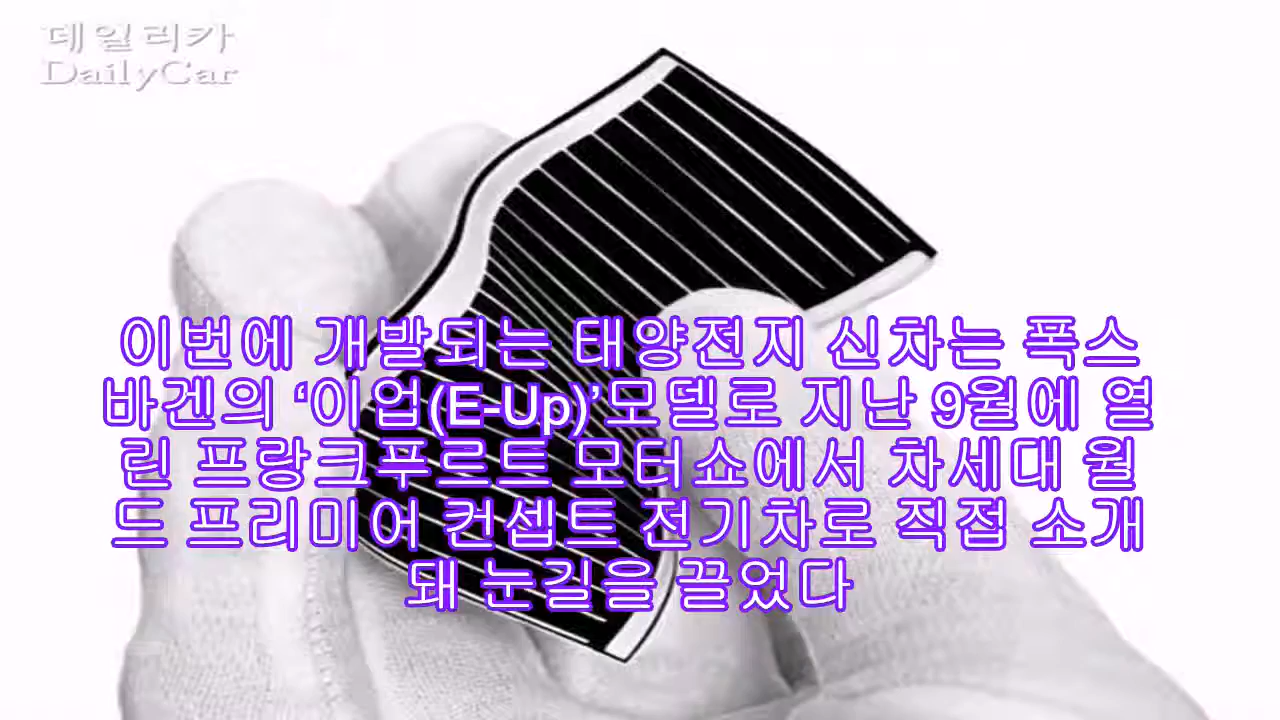 데일리카
DailyCar
이번에 개발되는 태양전지 신차는 폭스
바겐의 ‘이업(E-Up)’모델로 지난 9월에 열
린 프랑크푸르트 모터쇼에서 차세대 월
드 프리미어 컨셉트 전기차로 직접 소개
돼 눈길을 끌었다